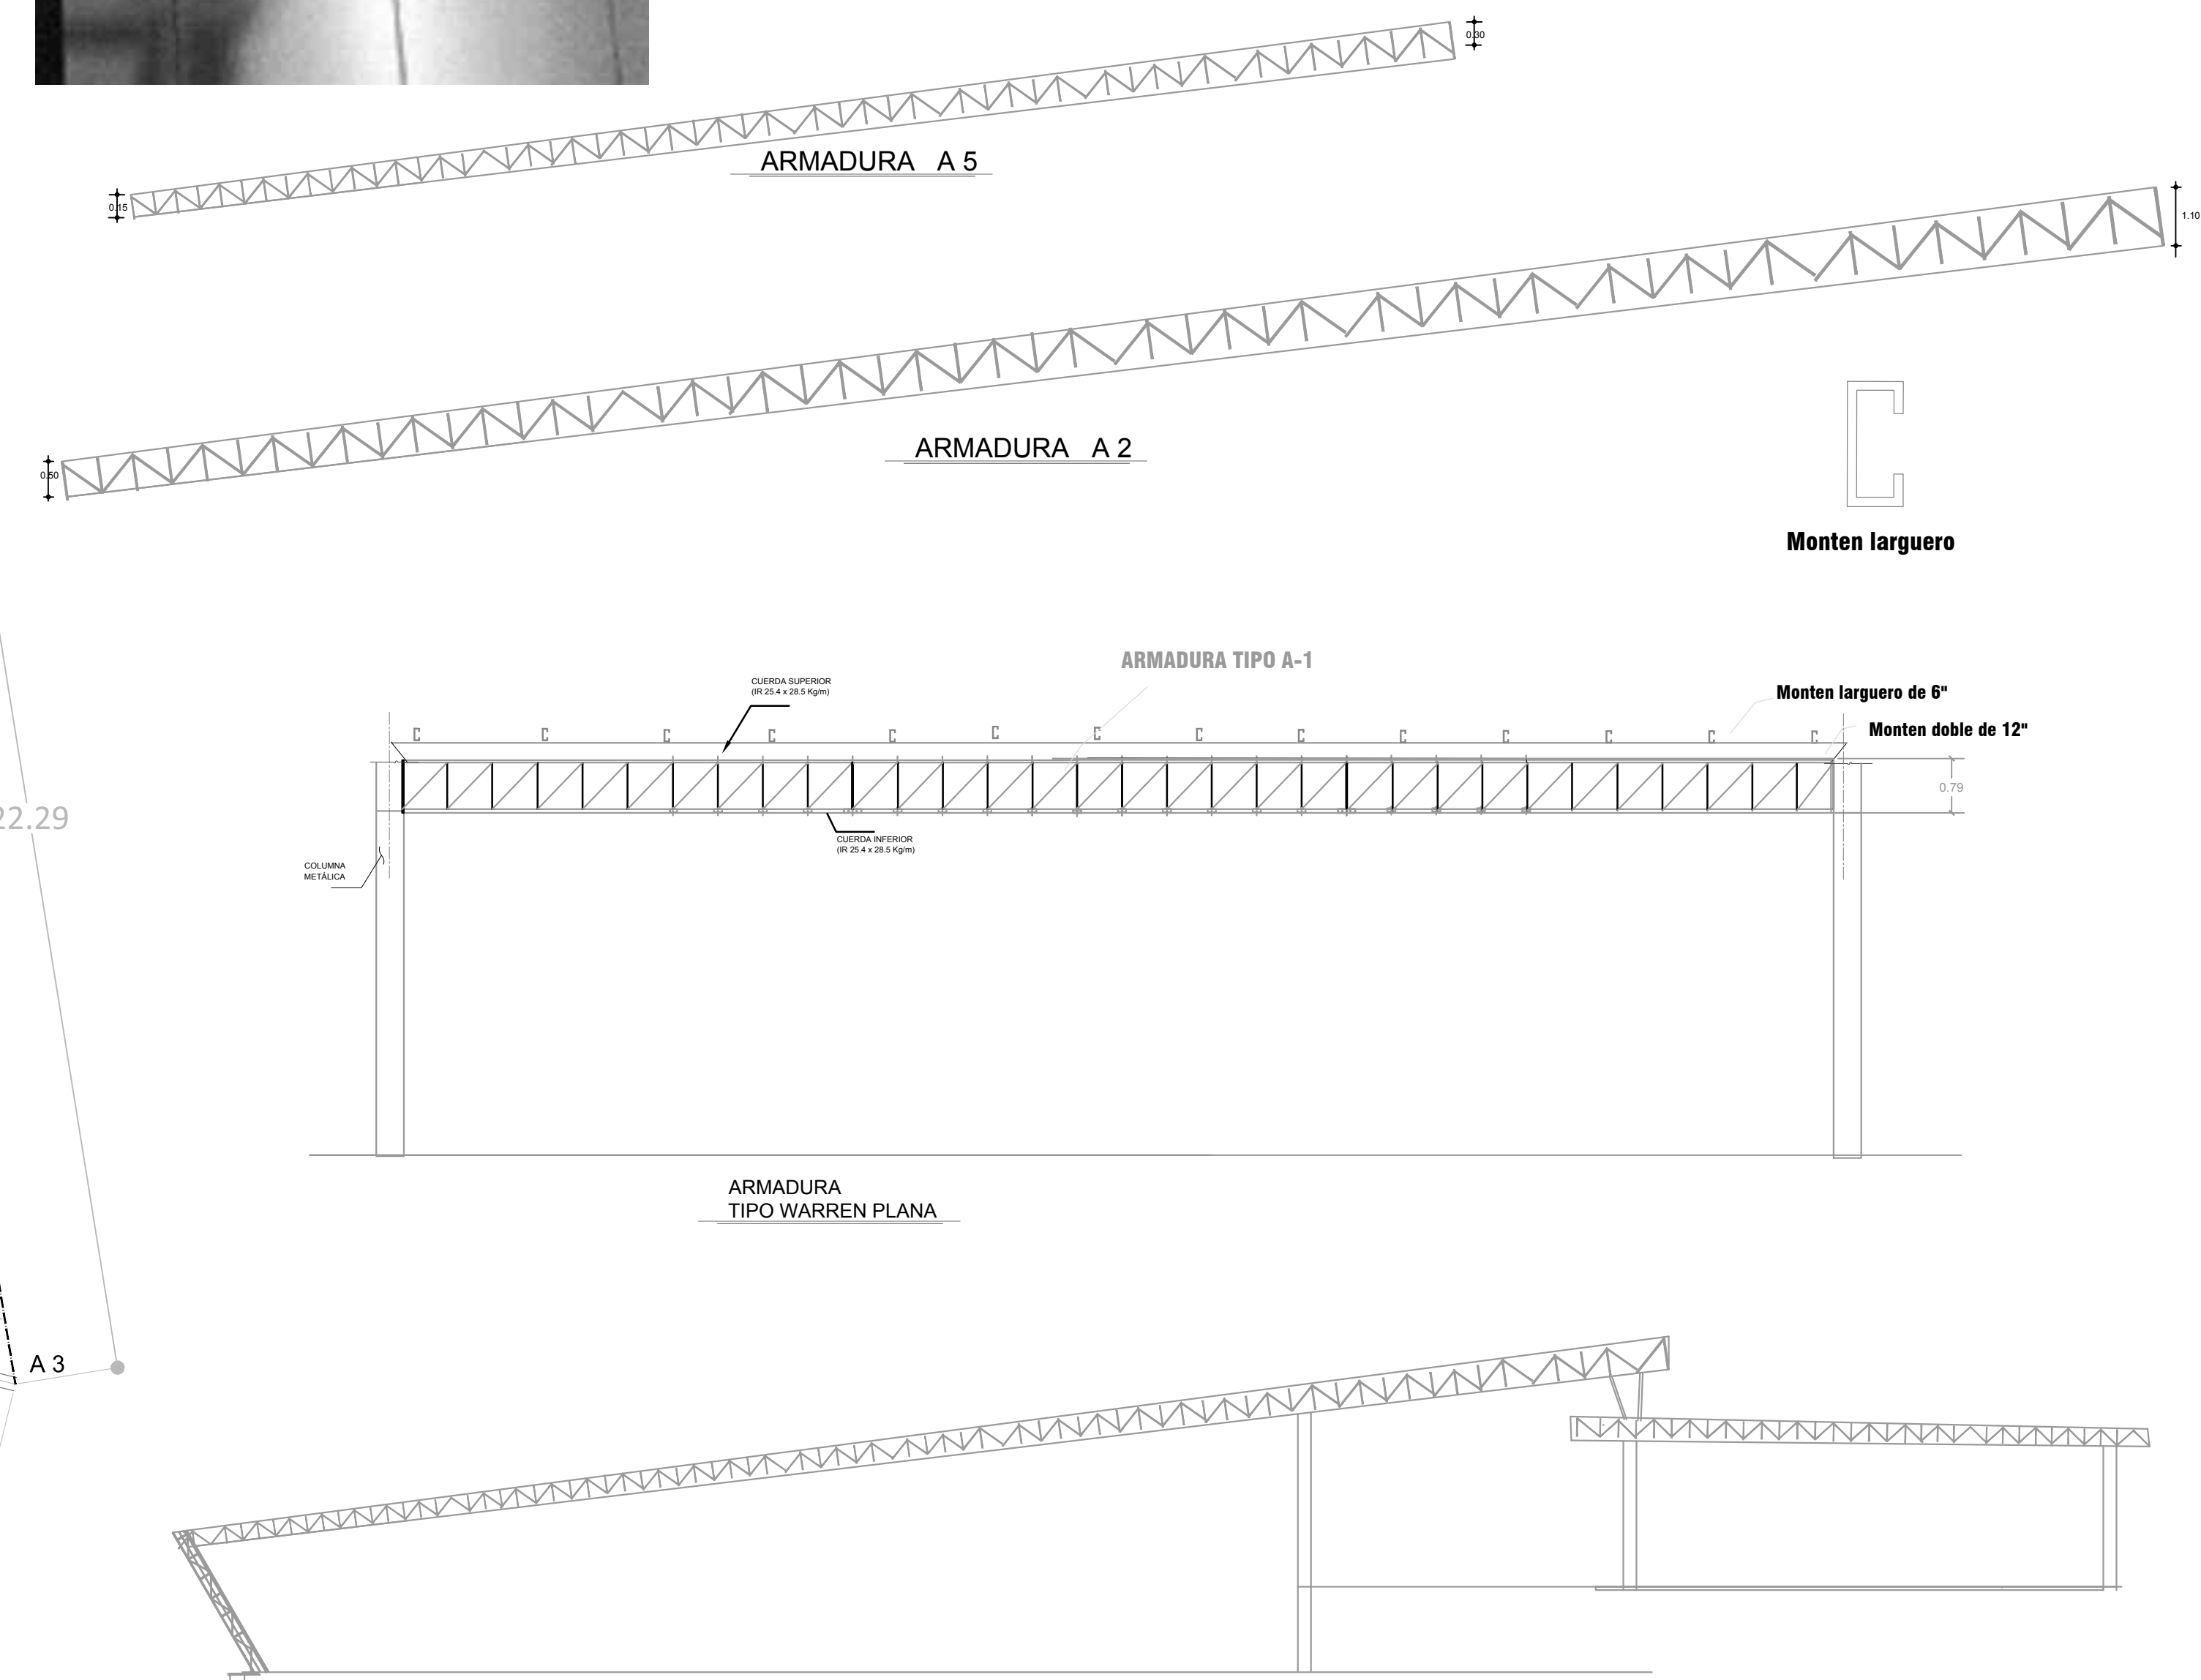 0.30
ARMADURA A 5
0.15
1.10
ARMADURA A 2
0.50
Monten larguero
ARMADURA TIPO A-1
CUERDA SUPERIOR
(IR 25.4 x 28.5 Kg/m)
Monten larguero de 6"
Monten doble de 12"
0.79
22.29
CUERDA INFERIOR
(IR 25.4 x 28.5 Kg/m)
COLUMNA
METÁLICA
ARMADURA
TIPO WARREN PLANA
A 3